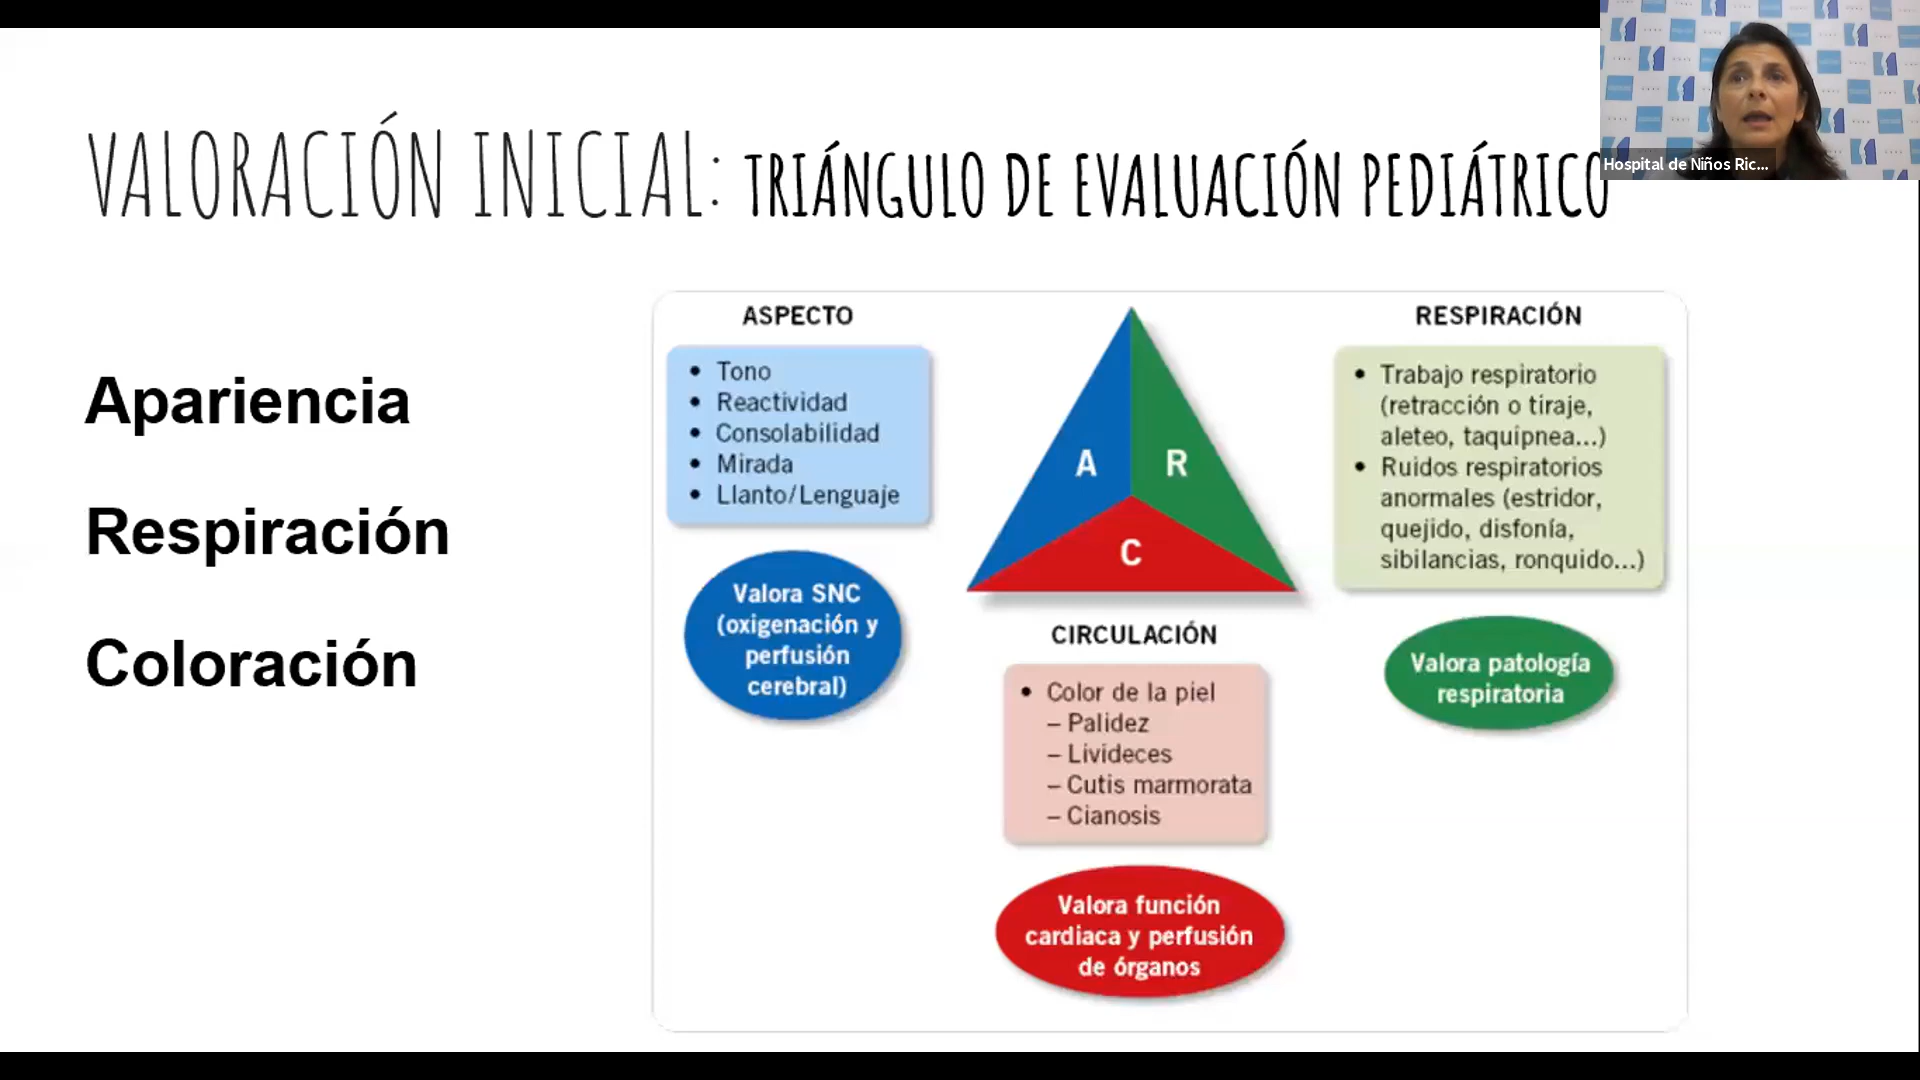 VALORACIÓN INICIAL: TRIÁNGULO DE EVALUACIÓN PEDIÁTRICO
Hospital de Niños Ric...
Apariencia
Respiración
Coloración
ASPECTO
• Tono
• Reactividad
• Consolabilidad
• Mirada
• Llanto/Lenguaje
Valora SNC
(oxigenación y
perfusión
cerebral)
A
R
C
RESPIRACIÓN
• Trabajo respiratorio
(retracción o tiraje,
aleteo, taquipnea...)
• Ruidos respiratorios
anormales (estridor,
quejido, disfonía,
sibilancias, ronquido...)
Valora patología
respiratoria
CIRCULACIÓN
• Color de la piel
– Palidez
– Livideces
– Cutis marmorata
– Cianosis
Valora función
cardiaca y perfusión
de órganos